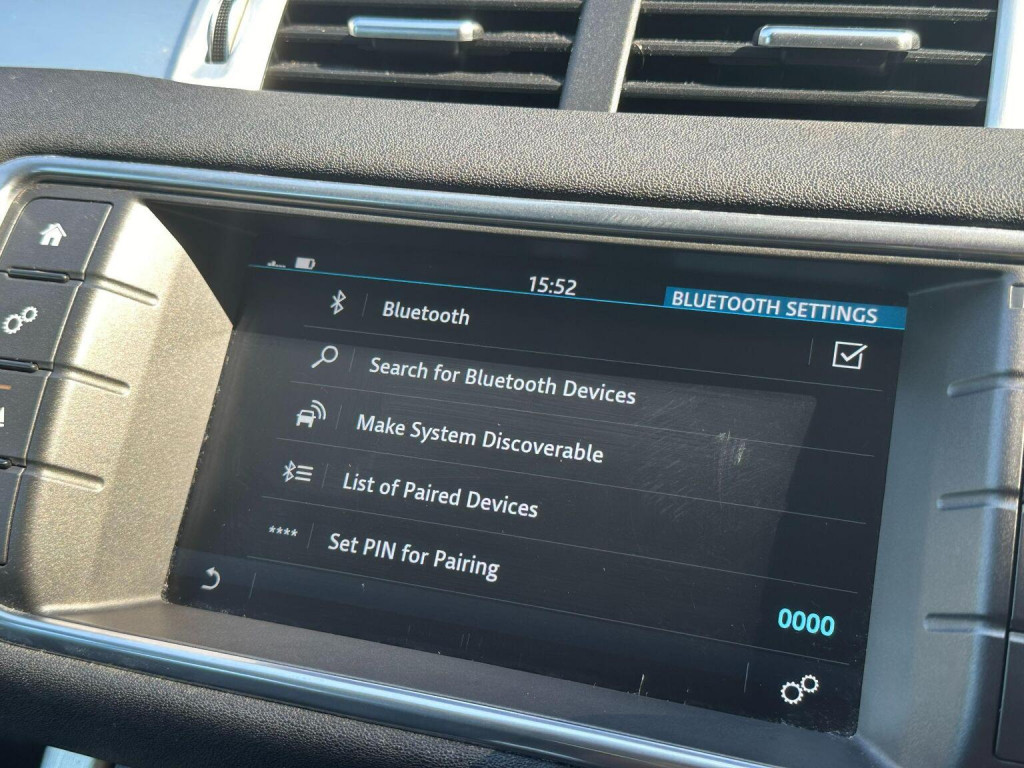 15:52
BLUETOOTH SETTINGS
Bluetooth
Search for Bluetooth Devices
Make System Discoverable
List of Paired Devices
**** Set PIN for Pairing
0000